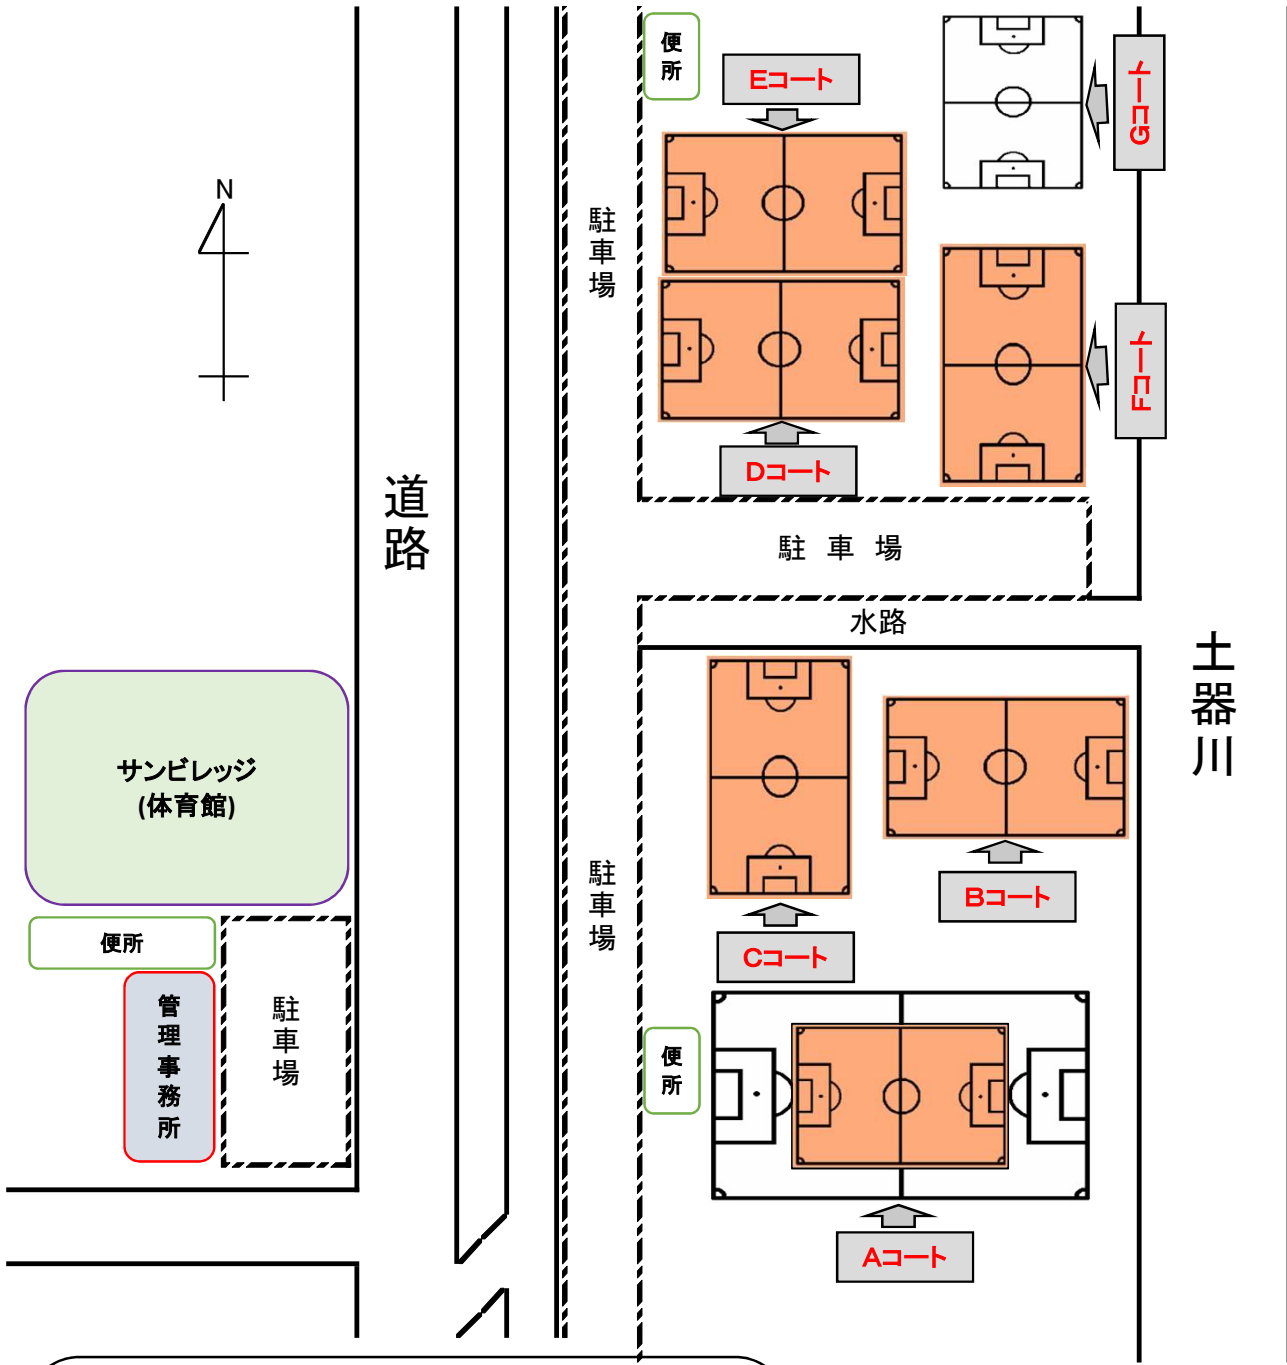 便所
Eコート
Gコート
N
駐車場
Fコート
Dコート
道路
駐車場
水路
土器川
サンビレッジ
(体育館)
駐車場
Bコート
便所
Cコート
管理事務所
駐車場
便所
Aコート